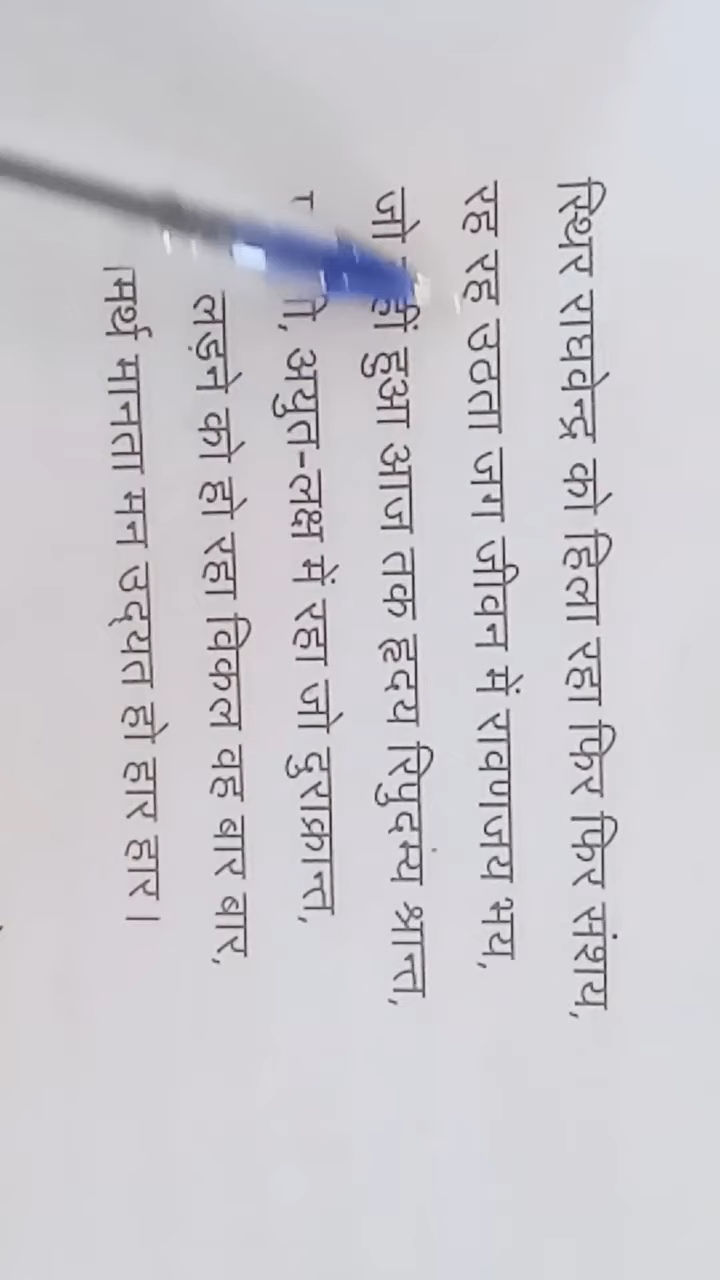 स्थिर राघवेन्द्र को हिला रहा फिर फिर संशय,
रह रह उठता जग जीवन में रावणजय भय,
जो हुआ आज तक हृदय रिपुदम्य श्रान्त,
अयुत-लक्ष में रहा जो दुराक्रान्त,
लड़ने को हो रहा विकल वह बार बार,
मानता मन उद्यत हो हार हार।